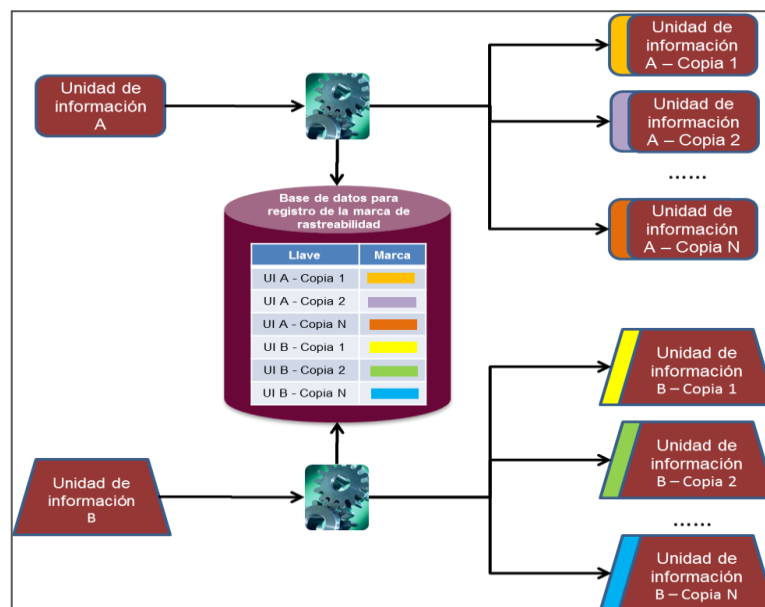 Unidad de
información
A
Unidad de
información
A – Copia 1
Unidad de
información
A – Copia 2
......
Unidad de
información
A – Copia N
Base de datos para
registro de la marca de
rastreabilidad
Llave Marca
UI A - Copia 1
UI A - Copia 2
UI A - Copia N
UI B - Copia 1
UI B - Copia 2
UI B - Copia N
Unidad de
información
B
Unidad de
información
B – Copia 1
Unidad de
información
B – Copia 2
......
Unidad de
información
B – Copia N